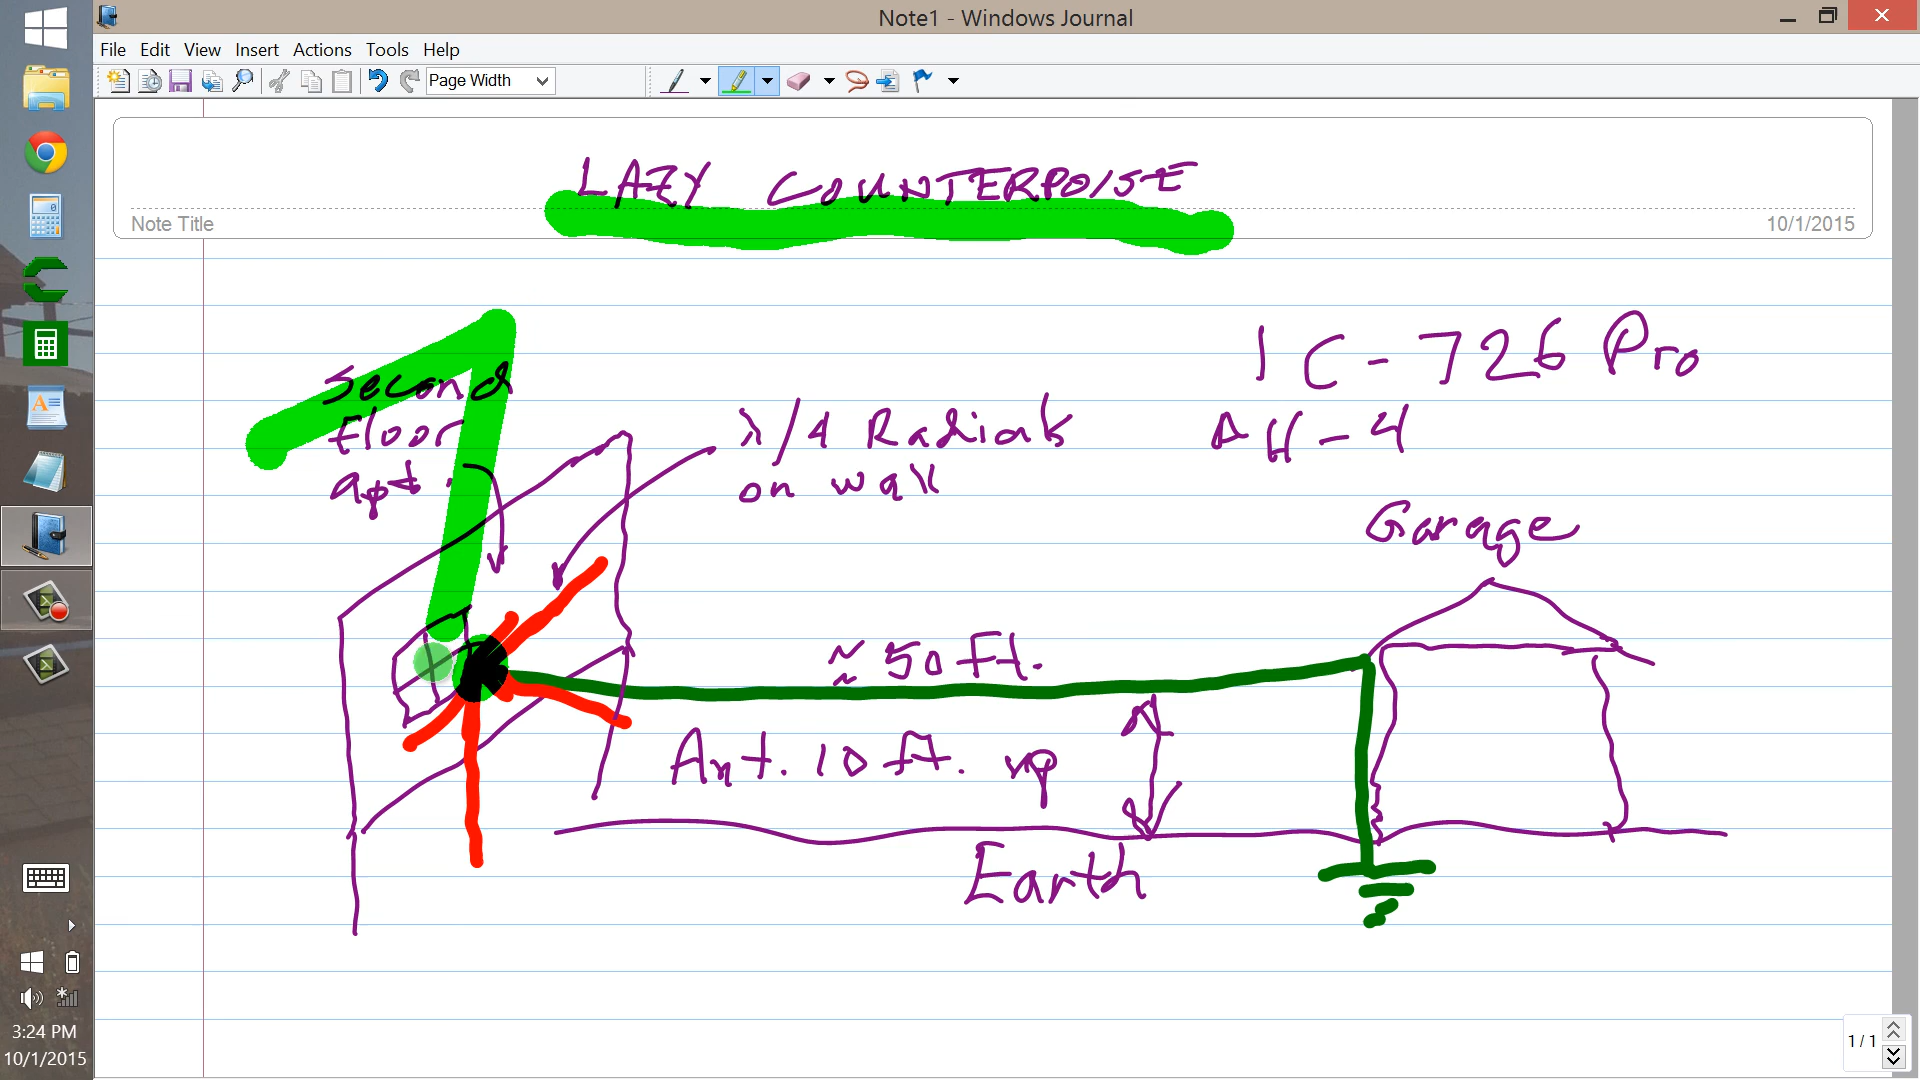 Note1 - Windows Journal
File Edit View Insert Actions Tools Help
Page Width
LAZY COUNTERPOISE
Note Title
10/1/2015
IC-726 Pro
AH-4
Second
Floor
apt.
λ/4 Radials
on wall
Garage
≈ 50 Ft.
Ant. 10 ft. up
Earth
3:24 PM
10/1/2015
1 / 1